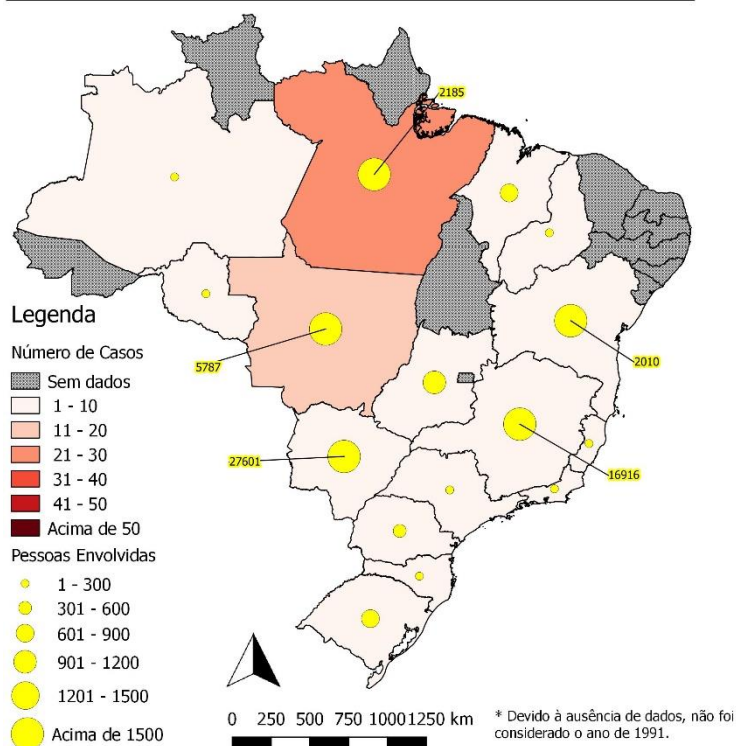 2185
5787
2010
27601
16916
Legenda
Número de Casos
Sem dados
1 - 10
11 - 20
21 - 30
31 - 40
41 - 50
Acima de 50
Pessoas Envolvidas
1 - 300
301 - 600
601 - 900
901 - 1200
1201 - 1500
Acima de 1500
0 250 500 750 1000 1250 km
* Devido à ausência de dados, não foi
considerado o ano de 1991.